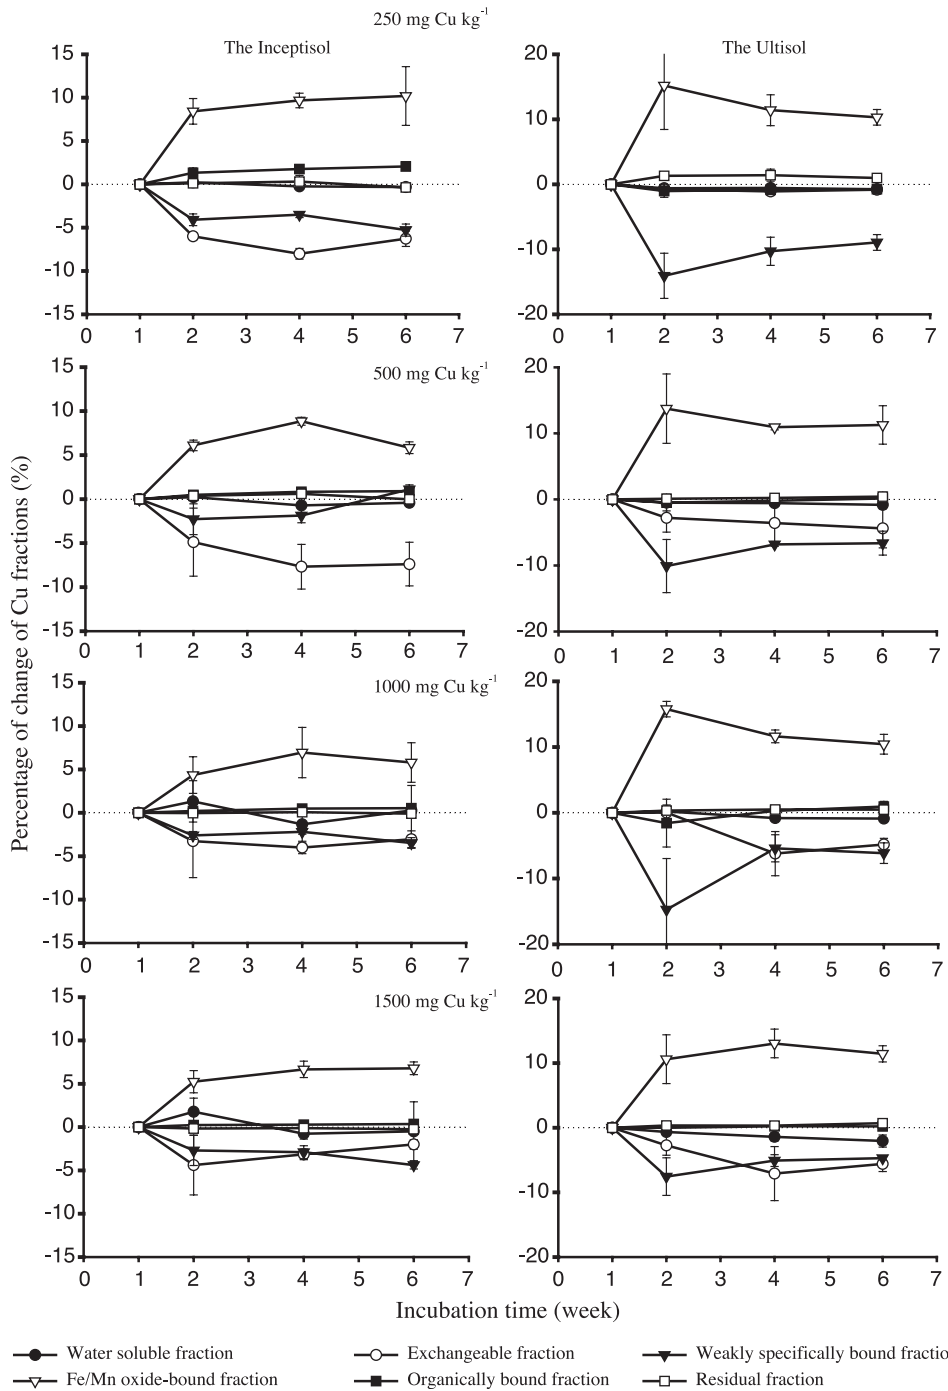 250 mg Cu kg⁻¹
The Inceptisol The Ultisol
15 20
10
10
5
0 0
-5
-10
-10
-15 -20
0 1 2 3 4 5 6 7 0 1 2 3 4 5 6 7
500 mg Cu kg⁻¹
15 20
10
10
5
0 0
-5
-10
-10
-15 -20
0 1 2 3 4 5 6 7 0 1 2 3 4 5 6 7
Percentage of change of Cu fractions (%)
1000 mg Cu kg⁻¹
15 20
10
10
5
0 0
-5
-10
-10
-15 -20
0 1 2 3 4 5 6 7 0 1 2 3 4 5 6 7
1500 mg Cu kg⁻¹
15 20
10
10
5
0 0
-5
-10
-10
-15 -20
0 1 2 3 4 5 6 7 0 1 2 3 4 5 6 7
Incubation time (week)
Water soluble fraction Exchangeable fraction Weakly specifically bound fractio
Fe/Mn oxide-bound fraction Organically bound fraction Residual fraction